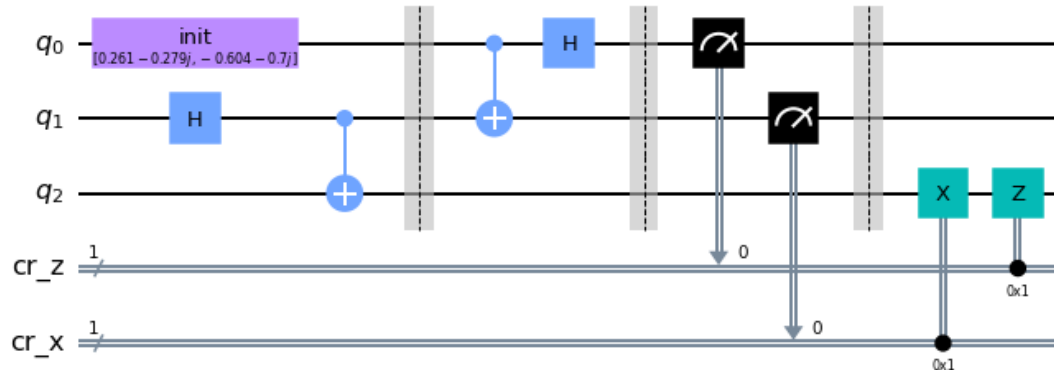 q0 init
[0.261 − 0.279j, − 0.604 − 0.7j]
H
q1 H
q2 X Z
cr_z 1 0
0x1
cr_x 1 0
0x1